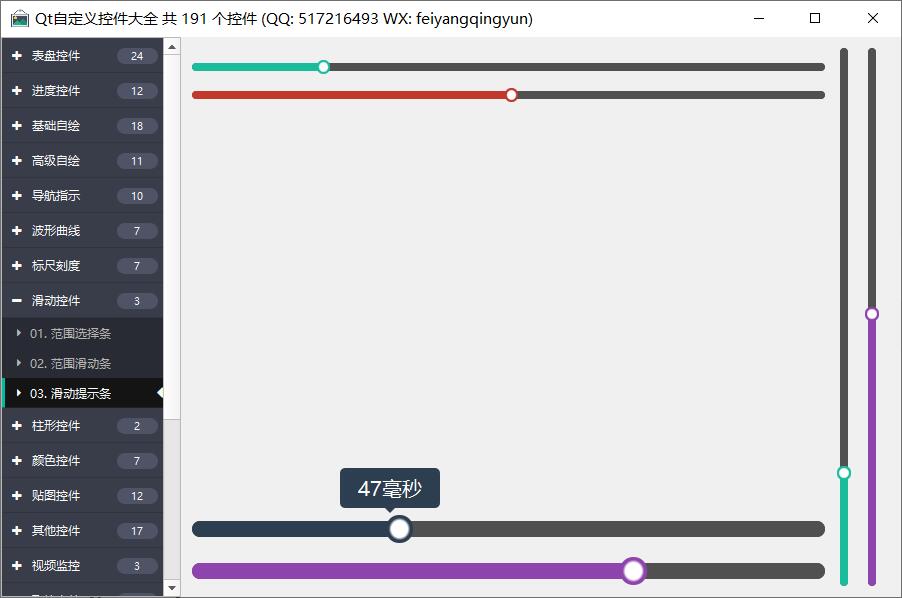 Qt自定义控件大全 共 191 个控件 (QQ: 517216493 WX: feiyangqingyun)
表盘控件 24
进度控件 12
基础自绘 18
高级自绘 11
导航指示 10
波形曲线 7
标尺刻度 7
滑动控件 3
01. 范围选择条
02. 范围滑动条
03. 滑动提示条
柱形控件 2
颜色控件 7
贴图控件 12
其他控件 17
视频监控 3
47毫秒